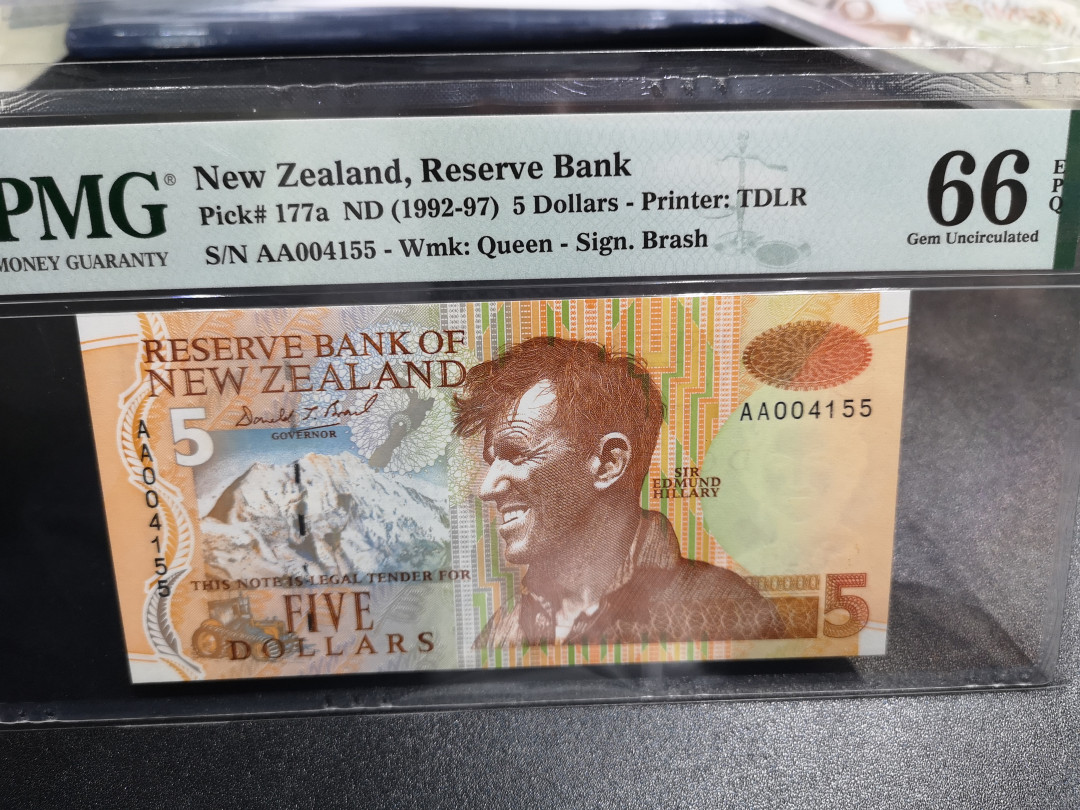 PMG®
MONEY GUARANTY
New Zealand, Reserve Bank
Pick# 177a ND (1992-97) 5 Dollars - Printer: TDLR
S/N AA004155 - Wmk: Queen - Sign. Brash
66
Gem Uncirculated
E
P
Q
RESERVE BANK OF
NEW ZEALAND
5
Donald T. Brash
GOVERNOR
AA004155
AA004155
SIR
EDMUND
HILLARY
THIS NOTE IS LEGAL TENDER FOR
FIVE
DOLLARS
5